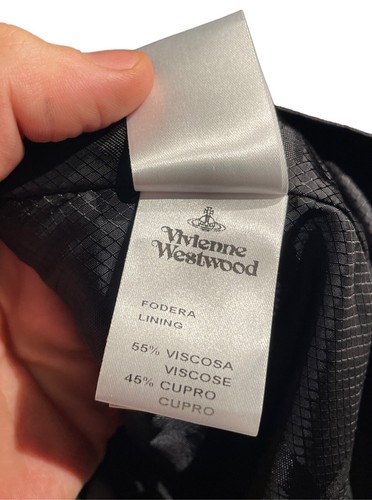 Vivienne
Westwood
FODERA
LINING
55% VISCOSA
VISCOSE
45% CUPRO
CUPRO